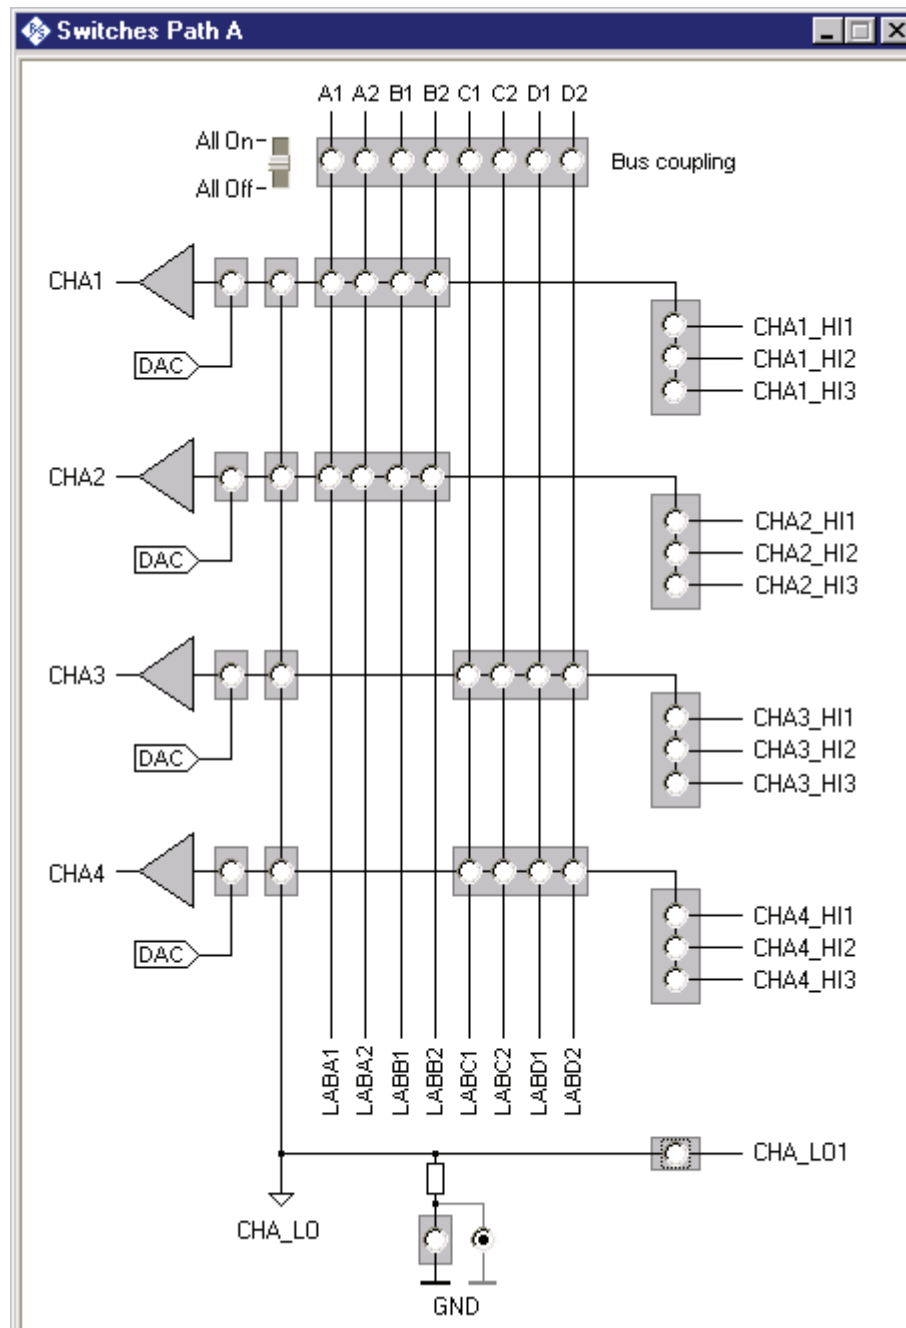 Switches Path A
A1 A2 B1 B2 C1 C2 D1 D2
All On
All Off
Bus coupling
CHA1
DAC
CHA1_HI1
CHA1_HI2
CHA1_HI3
CHA2
DAC
CHA2_HI1
CHA2_HI2
CHA2_HI3
CHA3
DAC
CHA3_HI1
CHA3_HI2
CHA3_HI3
CHA4
DAC
CHA4_HI1
CHA4_HI2
CHA4_HI3
LABA1
LABA2
LABB1
LABB2
LABC1
LABC2
LABD1
LABD2
CHA_LO1
CHA_LO
GND